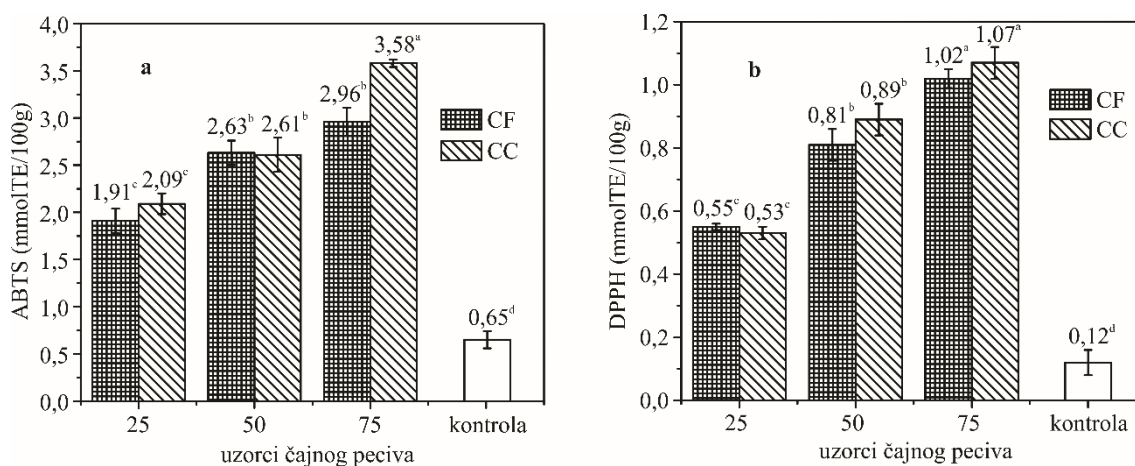 a
ABTS (mmolTE/100g)
4,0
3,5
3,0
2,5
2,0
1,5
1,0
0,5
0,0
1,91ᶜ
2,09ᶜ
2,63ᵇ
2,61ᵇ
2,96ᵇ
3,58ᵃ
0,65ᵈ
CF
CC
25
50
75
kontrola
uzorci čajnog peciva
b
DPPH (mmolTE/100g)
1,2
1,0
0,8
0,6
0,4
0,2
0,0
0,55ᶜ
0,53ᶜ
0,81ᵇ
0,89ᵇ
1,02ᵃ
1,07ᵃ
0,12ᵈ
CF
CC
25
50
75
kontrola
uzorci čajnog peciva